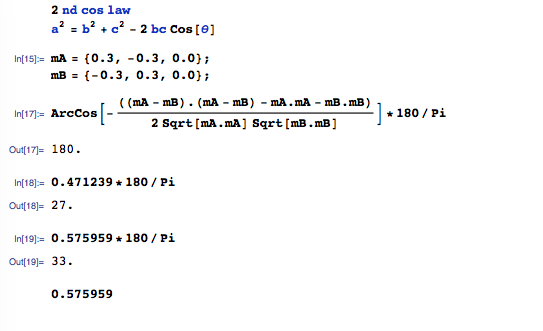 2 nd cos law
a² = b² + c² - 2 bc Cos[θ]
In[15]:= mA = {0.3, -0.3, 0.0};
mB = {-0.3, 0.3, 0.0};
In[17]:= ArcCos[- ((mA - mB).(mA - mB) - mA.mA - mB.mB) / 2 Sqrt[mA.mA] Sqrt[mB.mB] ] * 180 / Pi
Out[17]= 180.
In[18]:= 0.471239 * 180 / Pi
Out[18]= 27.
In[19]:= 0.575959 * 180 / Pi
Out[19]= 33.
0.575959